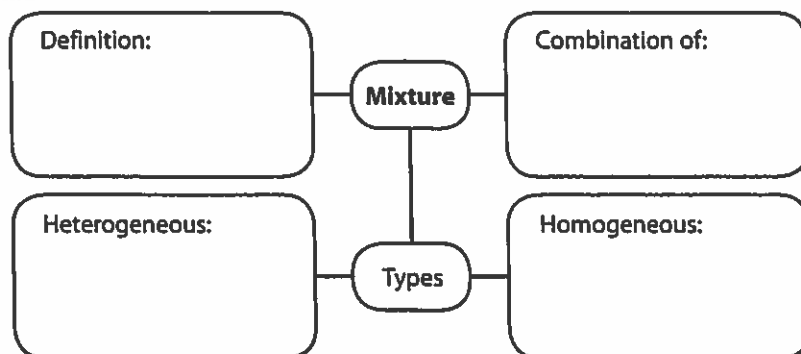 Definition:
Mixture
Combination of:
Heterogeneous:
Types
Homogeneous: